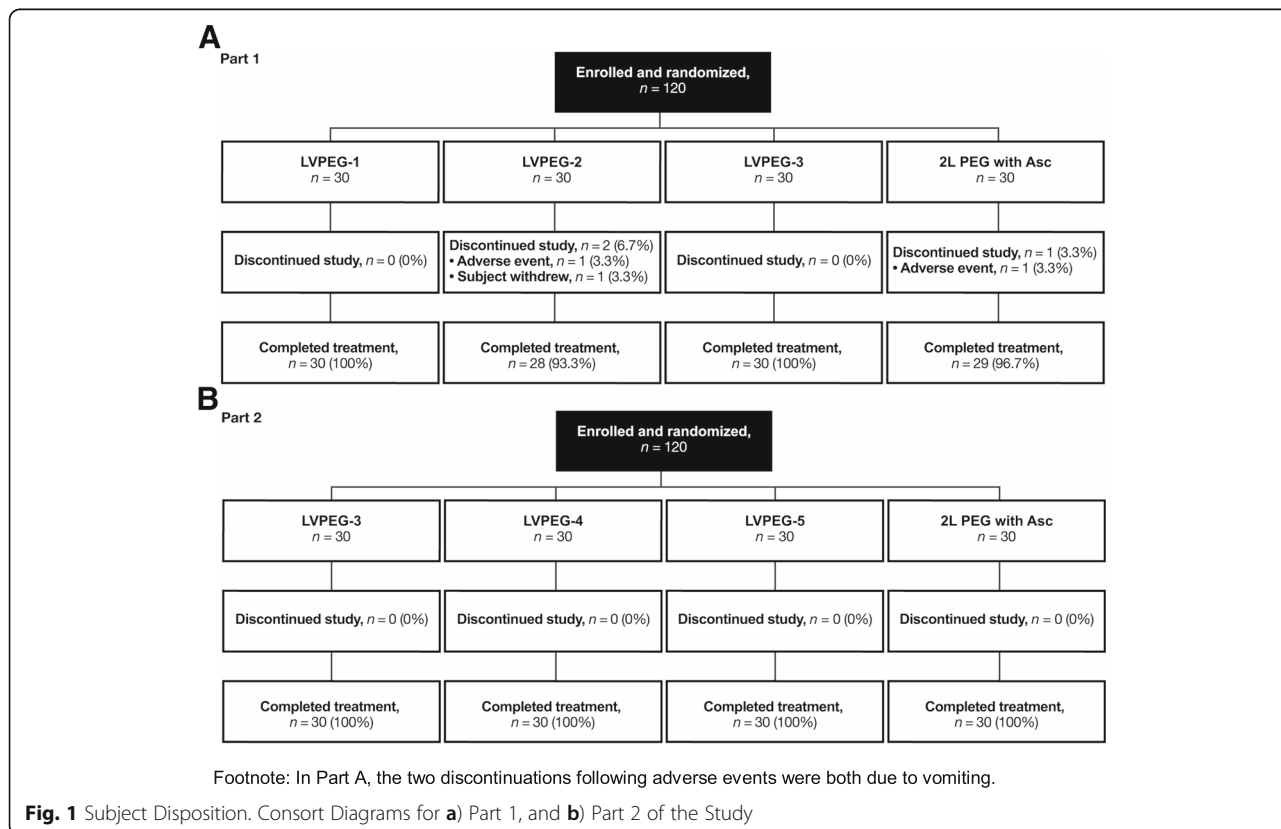 A
Part 1
Enrolled and randomized,
n = 120
LVPEG-1
n = 30
LVPEG-2
n = 30
LVPEG-3
n = 30
2L PEG with Asc
n = 30
Discontinued study, n = 0 (0%)
Discontinued study, n = 2 (6.7%)
• Adverse event, n = 1 (3.3%)
• Subject withdrew, n = 1 (3.3%)
Discontinued study, n = 0 (0%)
Discontinued study, n = 1 (3.3%)
• Adverse event, n = 1 (3.3%)
Completed treatment,
n = 30 (100%)
Completed treatment,
n = 28 (93.3%)
Completed treatment,
n = 30 (100%)
Completed treatment,
n = 29 (96.7%)
B
Part 2
Enrolled and randomized,
n = 120
LVPEG-3
n = 30
LVPEG-4
n = 30
LVPEG-5
n = 30
2L PEG with Asc
n = 30
Discontinued study, n = 0 (0%)
Discontinued study, n = 0 (0%)
Discontinued study, n = 0 (0%)
Discontinued study, n = 0 (0%)
Completed treatment,
n = 30 (100%)
Completed treatment,
n = 30 (100%)
Completed treatment,
n = 30 (100%)
Completed treatment,
n = 30 (100%)
Footnote: In Part A, the two discontinuations following adverse events were both due to vomiting.
Fig. 1 Subject Disposition. Consort Diagrams for a) Part 1, and b) Part 2 of the Study